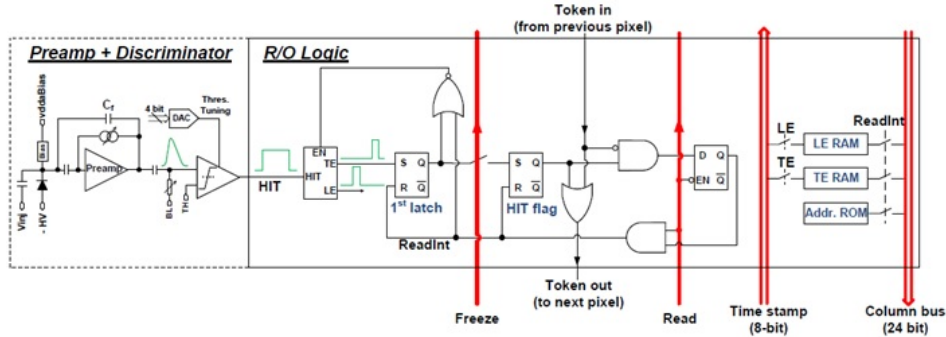 Token in
(from previous pixel)
Preamp + Discriminator
R/O Logic
vddaBias
Cf
4 bit
DAC
Thres.
Tuning
Preamp
BL
TH
Vinj
- HV
HIT
EN
HIT
TE
LE
S Q
R Q
1st latch
ReadInt
S Q
R Q
HIT flag
D Q
EN Q
LE
TE
ReadInt
LE RAM
TE RAM
Addr. ROM
Token out
(to next pixel)
Freeze
Read
Time stamp
(8-bit)
Column bus
(24 bit)